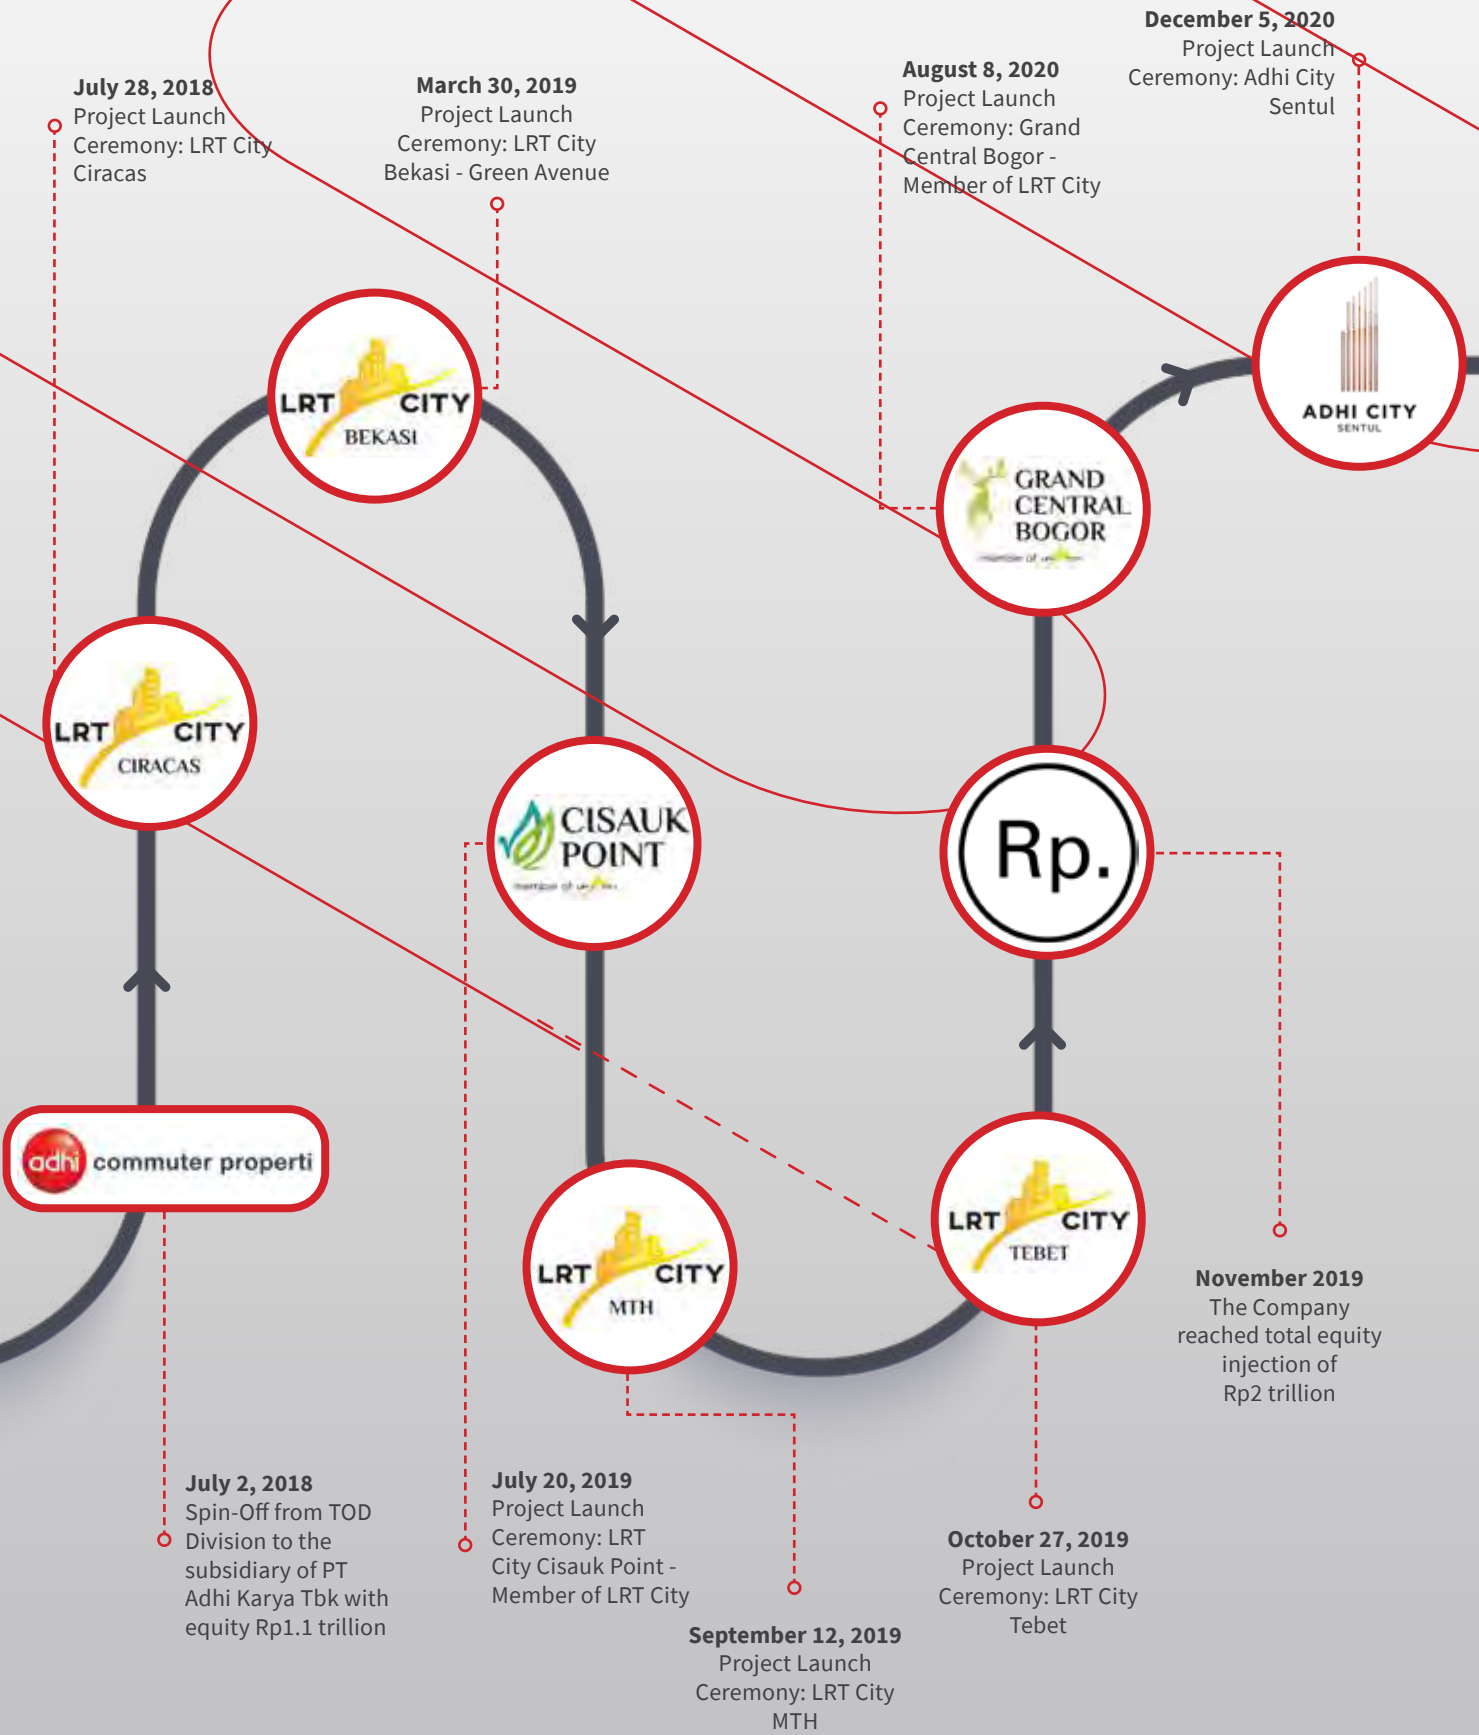 July 28, 2018
Project Launch
Ceremony: LRT City
Ciracas
March 30, 2019
Project Launch
Ceremony: LRT City
Bekasi - Green Avenue
August 8, 2020
Project Launch
Ceremony: Grand
Central Bogor -
Member of LRT City
December 5, 2020
Project Launch
Ceremony: Adhi City
Sentul
LRT CITY
BEKASI
ADHI CITY
SENTUL
GRAND
CENTRAL
BOGOR
member of
LRT CITY
CIRACAS
CISAUK
POINT
member of
Rp.
adhi commuter properti
LRT CITY
MTH
LRT CITY
TEBET
November 2019
The Company
reached total equity
injection of
Rp2 trillion
July 2, 2018
Spin-Off from TOD
Division to the
subsidiary of PT
Adhi Karya Tbk with
equity Rp1.1 trillion
July 20, 2019
Project Launch
Ceremony: LRT
City Cisauk Point -
Member of LRT City
September 12, 2019
Project Launch
Ceremony: LRT City
MTH
October 27, 2019
Project Launch
Ceremony: LRT City
Tebet